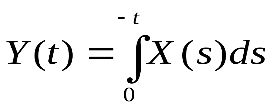 Y(t) = ∫₀⁻ᵗ X(s)ds